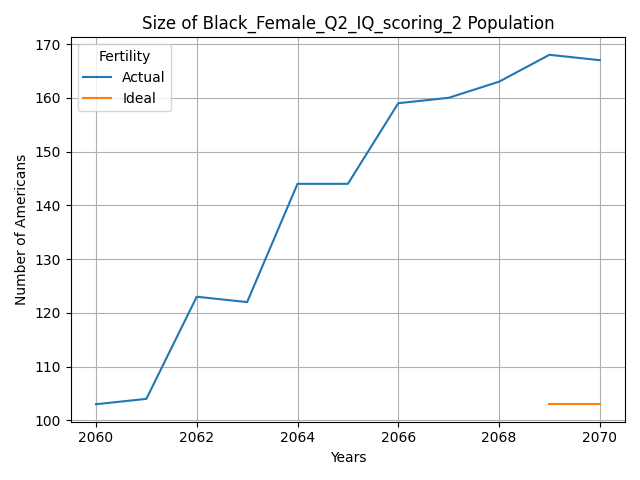 Size of Black_Female_Q2_IQ_scoring_2 Population
Fertility
Actual
Ideal
Number of Americans
170
160
150
140
130
120
110
100
2060 2062 2064 2066 2068 2070
Years